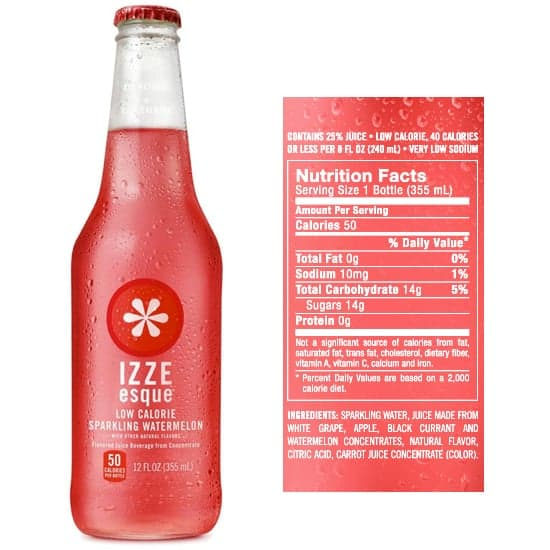 IZZE
esque
LOW CALORIE
SPARKLING WATERMELON
WITH OTHER NATURAL FLAVORS
Flavored Juice Beverage from Concentrate
50
CALORIES
PER BOTTLE
12 FL OZ (355 mL)
CONTAINS 25% JUICE • LOW CALORIE, 40 CALORIES
OR LESS PER 8 FL OZ (240 mL) • VERY LOW SODIUM
Nutrition Facts
Serving Size 1 Bottle (355 mL)
Amount Per Serving
Calories 50
% Daily Value*
Total Fat 0g 0%
Sodium 10mg 1%
Total Carbohydrate 14g 5%
Sugars 14g
Protein 0g
Not a significant source of calories from fat,
saturated fat, trans fat, cholesterol, dietary fiber,
vitamin A, vitamin C, calcium and iron.
* Percent Daily Values are based on a 2,000
calorie diet.
INGREDIENTS: SPARKLING WATER, JUICE MADE FROM
WHITE GRAPE, APPLE, BLACK CURRANT AND
WATERMELON CONCENTRATES, NATURAL FLAVOR,
CITRIC ACID, CARROT JUICE CONCENTRATE (COLOR).